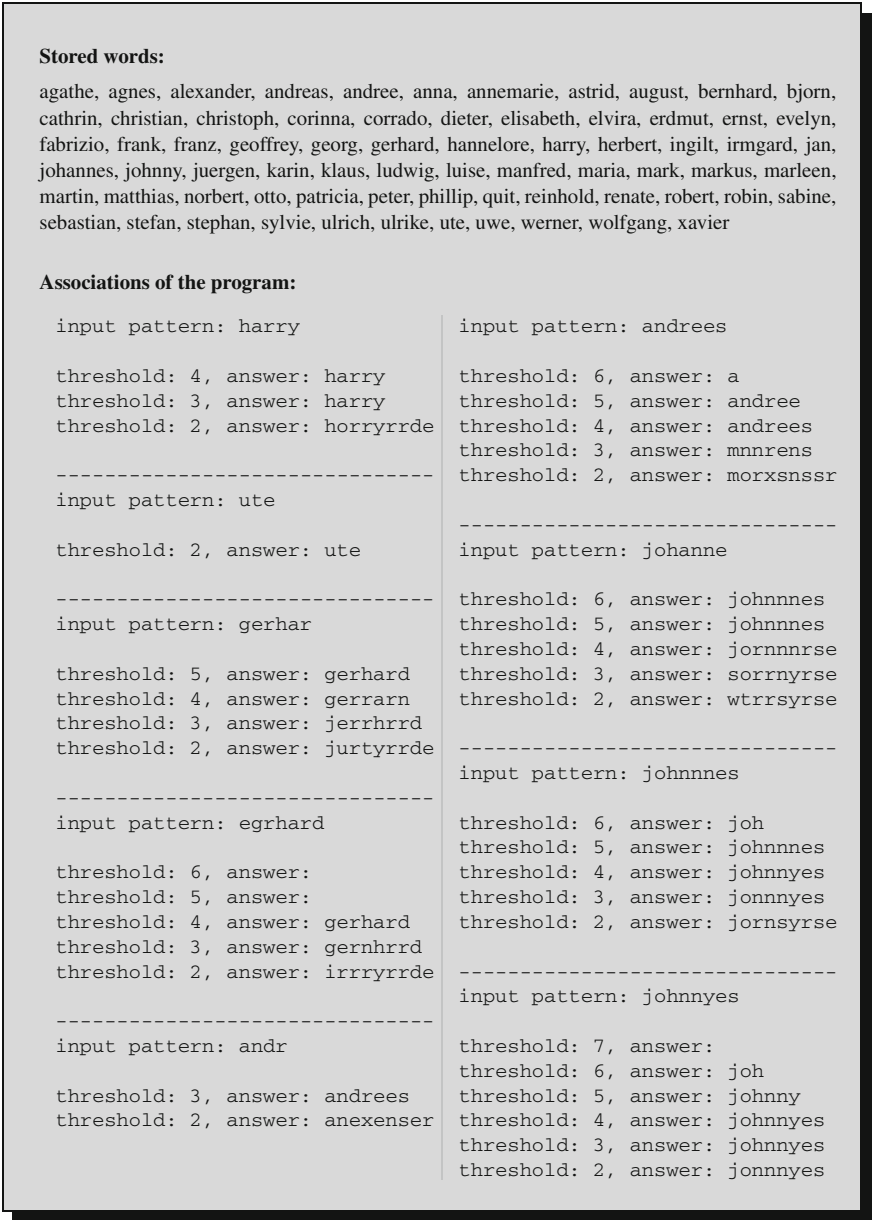 Stored words:
agathe, agnes, alexander, andreas, andree, anna, annemarie, astrid, august, bernhard, bjorn,
cathrin, christian, christoph, corinna, corrado, dieter, elisabeth, elvira, erdmut, ernst, evelyn,
fabrizio, frank, franz, geoffrey, georg, gerhard, hannelore, harry, herbert, ingilt, irmgard, jan,
johannes, johnny, juergen, karin, klaus, ludwig, luise, manfred, maria, mark, markus, marleen,
martin, matthias, norbert, otto, patricia, peter, phillip, quit, reinhold, renate, robert, robin, sabine,
sebastian, stefan, stephan, sylvie, ulrich, ulrike, ute, uwe, werner, wolfgang, xavier
Associations of the program:
input pattern: harry
threshold: 4, answer: harry
threshold: 3, answer: harry
threshold: 2, answer: horryrrde
-------------------------------
input pattern: ute
threshold: 2, answer: ute
-------------------------------
input pattern: gerhar
threshold: 5, answer: gerhard
threshold: 4, answer: gerrarn
threshold: 3, answer: jerrhrrd
threshold: 2, answer: jurtyrrde
-------------------------------
input pattern: egrhard
threshold: 6, answer:
threshold: 5, answer:
threshold: 4, answer: gerhard
threshold: 3, answer: gernhrrd
threshold: 2, answer: irrryrrde
-------------------------------
input pattern: andr
threshold: 3, answer: andrees
threshold: 2, answer: anexenser
input pattern: andrees
threshold: 6, answer: a
threshold: 5, answer: andree
threshold: 4, answer: andrees
threshold: 3, answer: mnnrens
threshold: 2, answer: morxsnssr
-------------------------------
input pattern: johanne
threshold: 6, answer: johnnnes
threshold: 5, answer: johnnnes
threshold: 4, answer: jornnnrse
threshold: 3, answer: sorrnyrse
threshold: 2, answer: wtrrsyrse
-------------------------------
input pattern: johnnnes
threshold: 6, answer: joh
threshold: 5, answer: johnnnes
threshold: 4, answer: johnnyes
threshold: 3, answer: jonnnyes
threshold: 2, answer: jornsyrse
-------------------------------
input pattern: johnnyes
threshold: 7, answer:
threshold: 6, answer: joh
threshold: 5, answer: johnny
threshold: 4, answer: johnnyes
threshold: 3, answer: johnnyes
threshold: 2, answer: jonnnyes